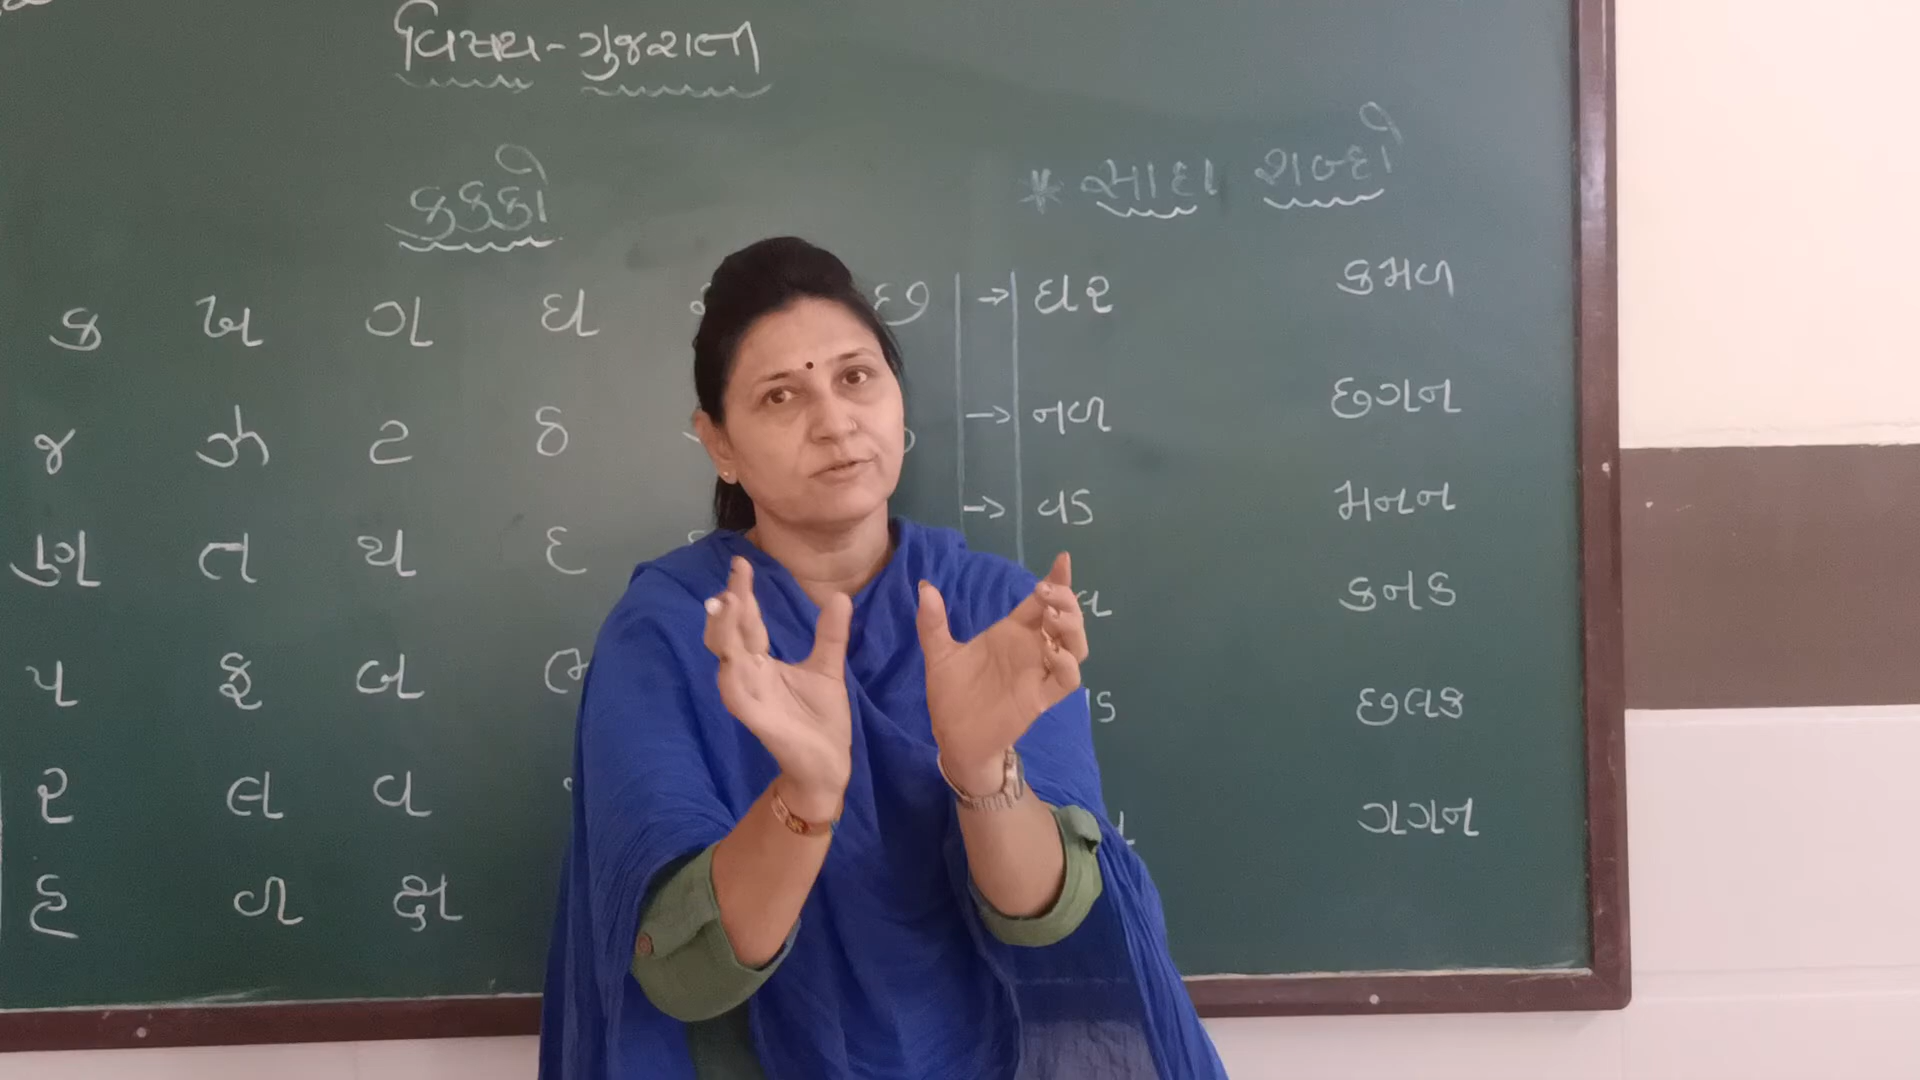 વિષય-ગુજરાતી
કક્કો
* સાદા શબ્દો
ક ખ ગ ઘ છ
જ ઝ ટ ઠ
ણ ત થ દ
પ ફ બ ભ
ર લ વ
હ ળ ક્ષ
→ ઘર કમળ
→ નળ છગન
→ વડ મનન
કનક
છલક
ગગન